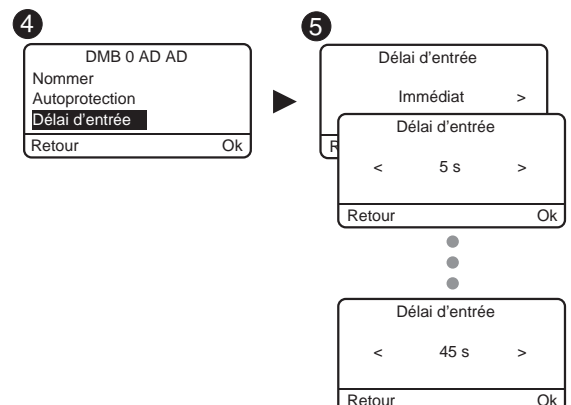 4
DMB 0 AD AD
Nommer
Autoprotection
Délai d'entrée
Retour Ok
5
Délai d'entrée
Immédiat >
R
Délai d'entrée
< 5 s >
Retour Ok
Délai d'entrée
< 45 s >
Retour Ok